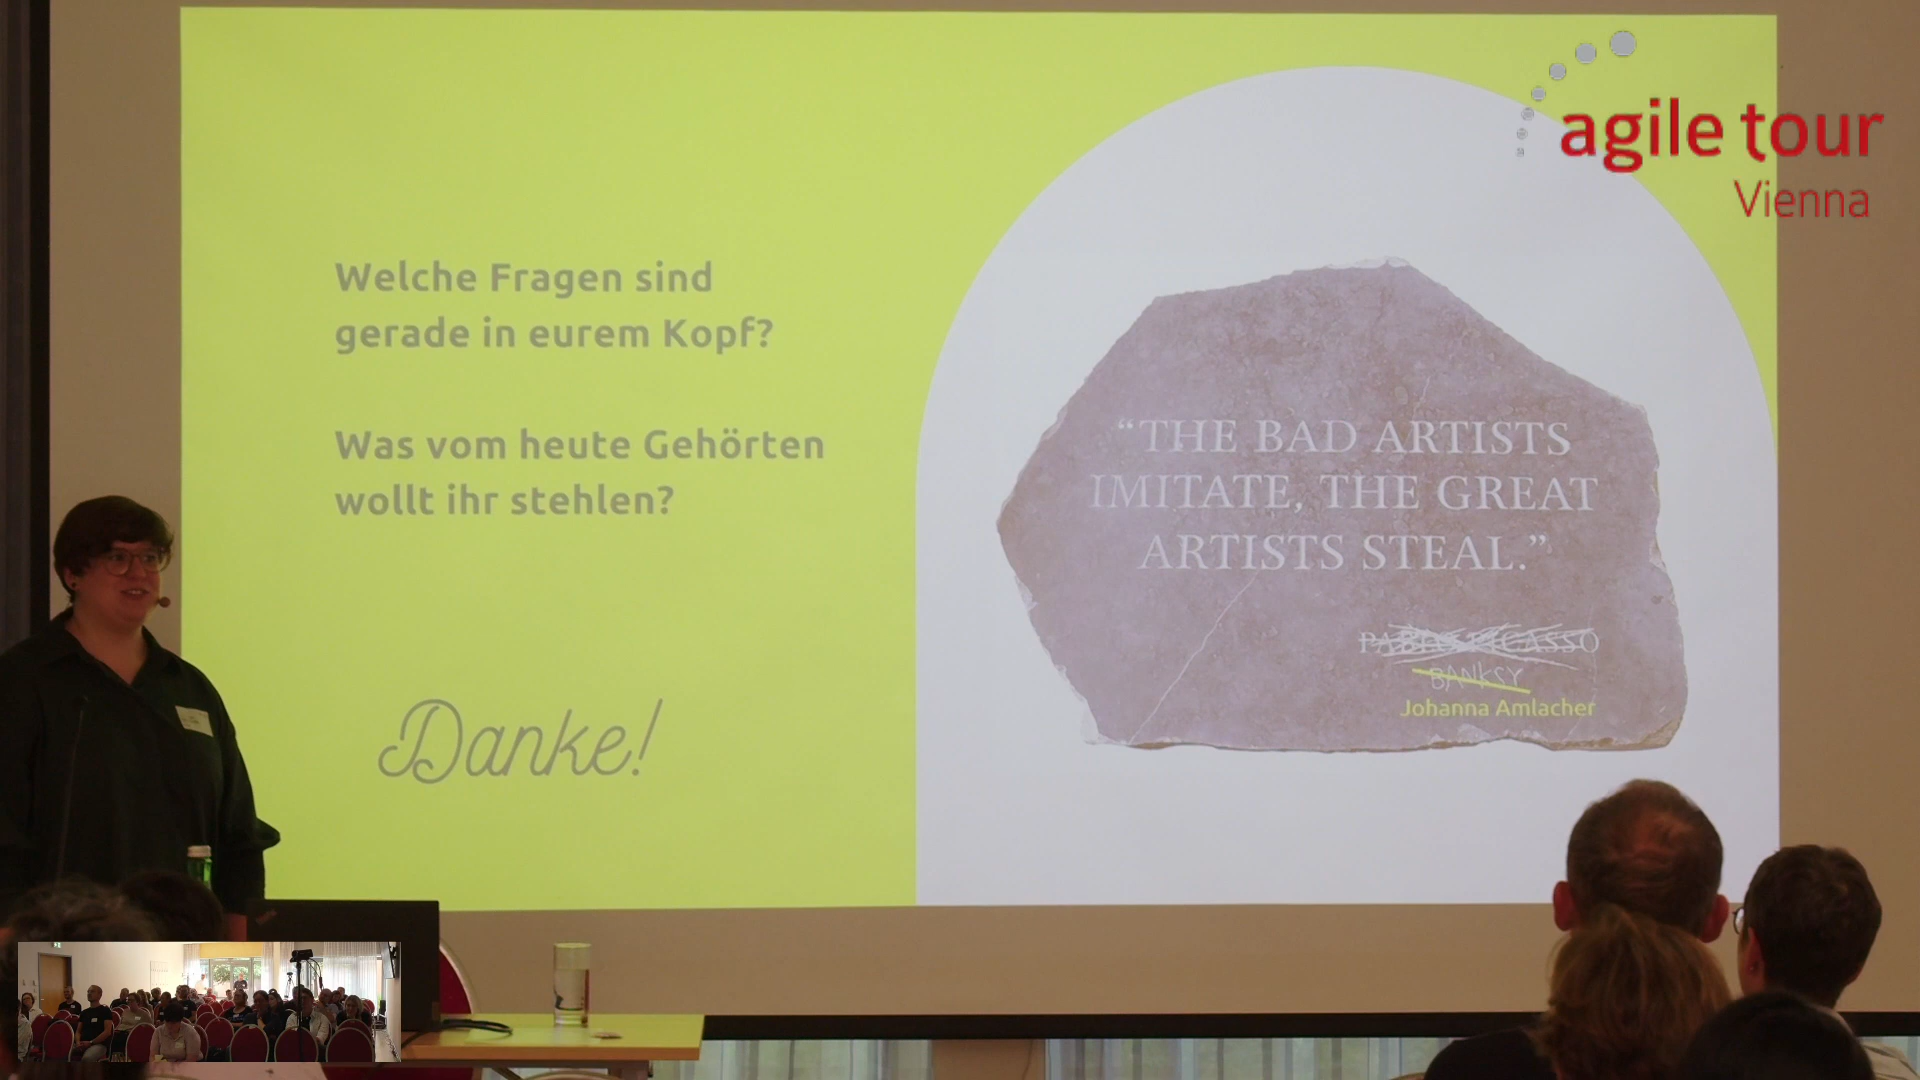 agile tour
Vienna
Welche Fragen sind
gerade in eurem Kopf?
Was vom heute Gehörten
wollt ihr stehlen?
Danke!
“THE BAD ARTISTS
IMITATE, THE GREAT
ARTISTS STEAL.”
PABLO PICASSO
BANKSY
Johanna Amlacher